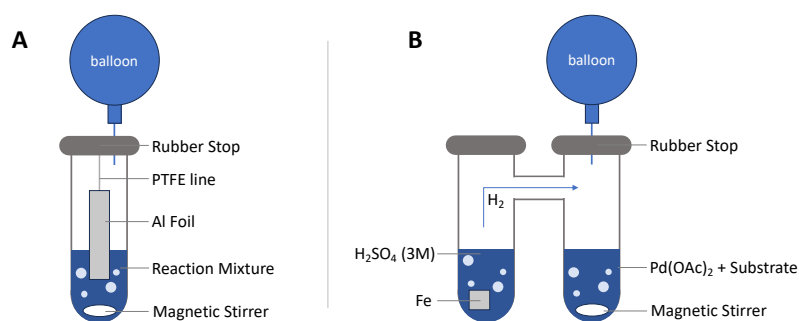 A
balloon
Rubber Stop
PTFE line
Al Foil
Reaction Mixture
Magnetic Stirrer
B
balloon
Rubber Stop
H₂
H₂SO₄ (3M)
Fe
Pd(OAc)₂ + Substrate
Magnetic Stirrer